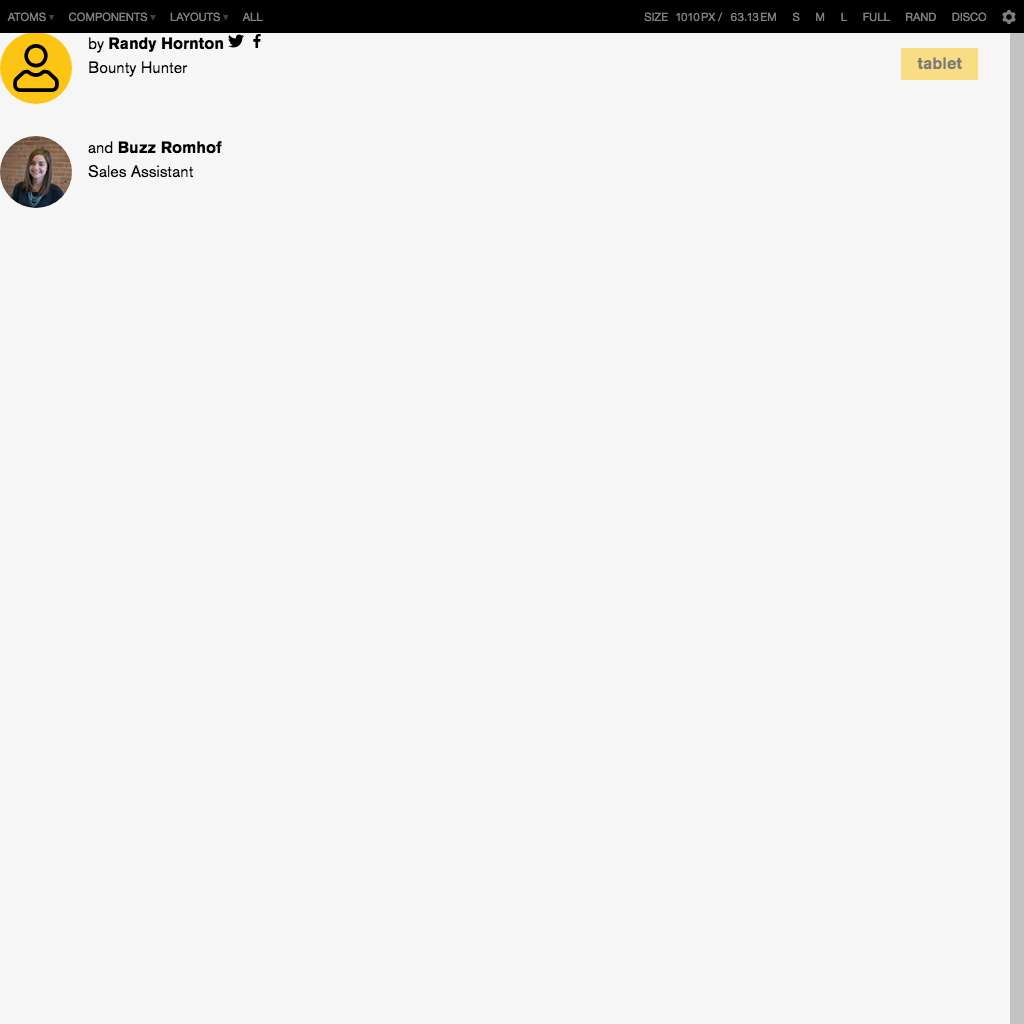 ATOMS▾ COMPONENTS▾ LAYOUTS▾ ALL SIZE 1010PX / 63.13EM S M L FULL RAND DISCO
by Randy Hornton
Bounty Hunter
tablet
and Buzz Romhof
Sales Assistant